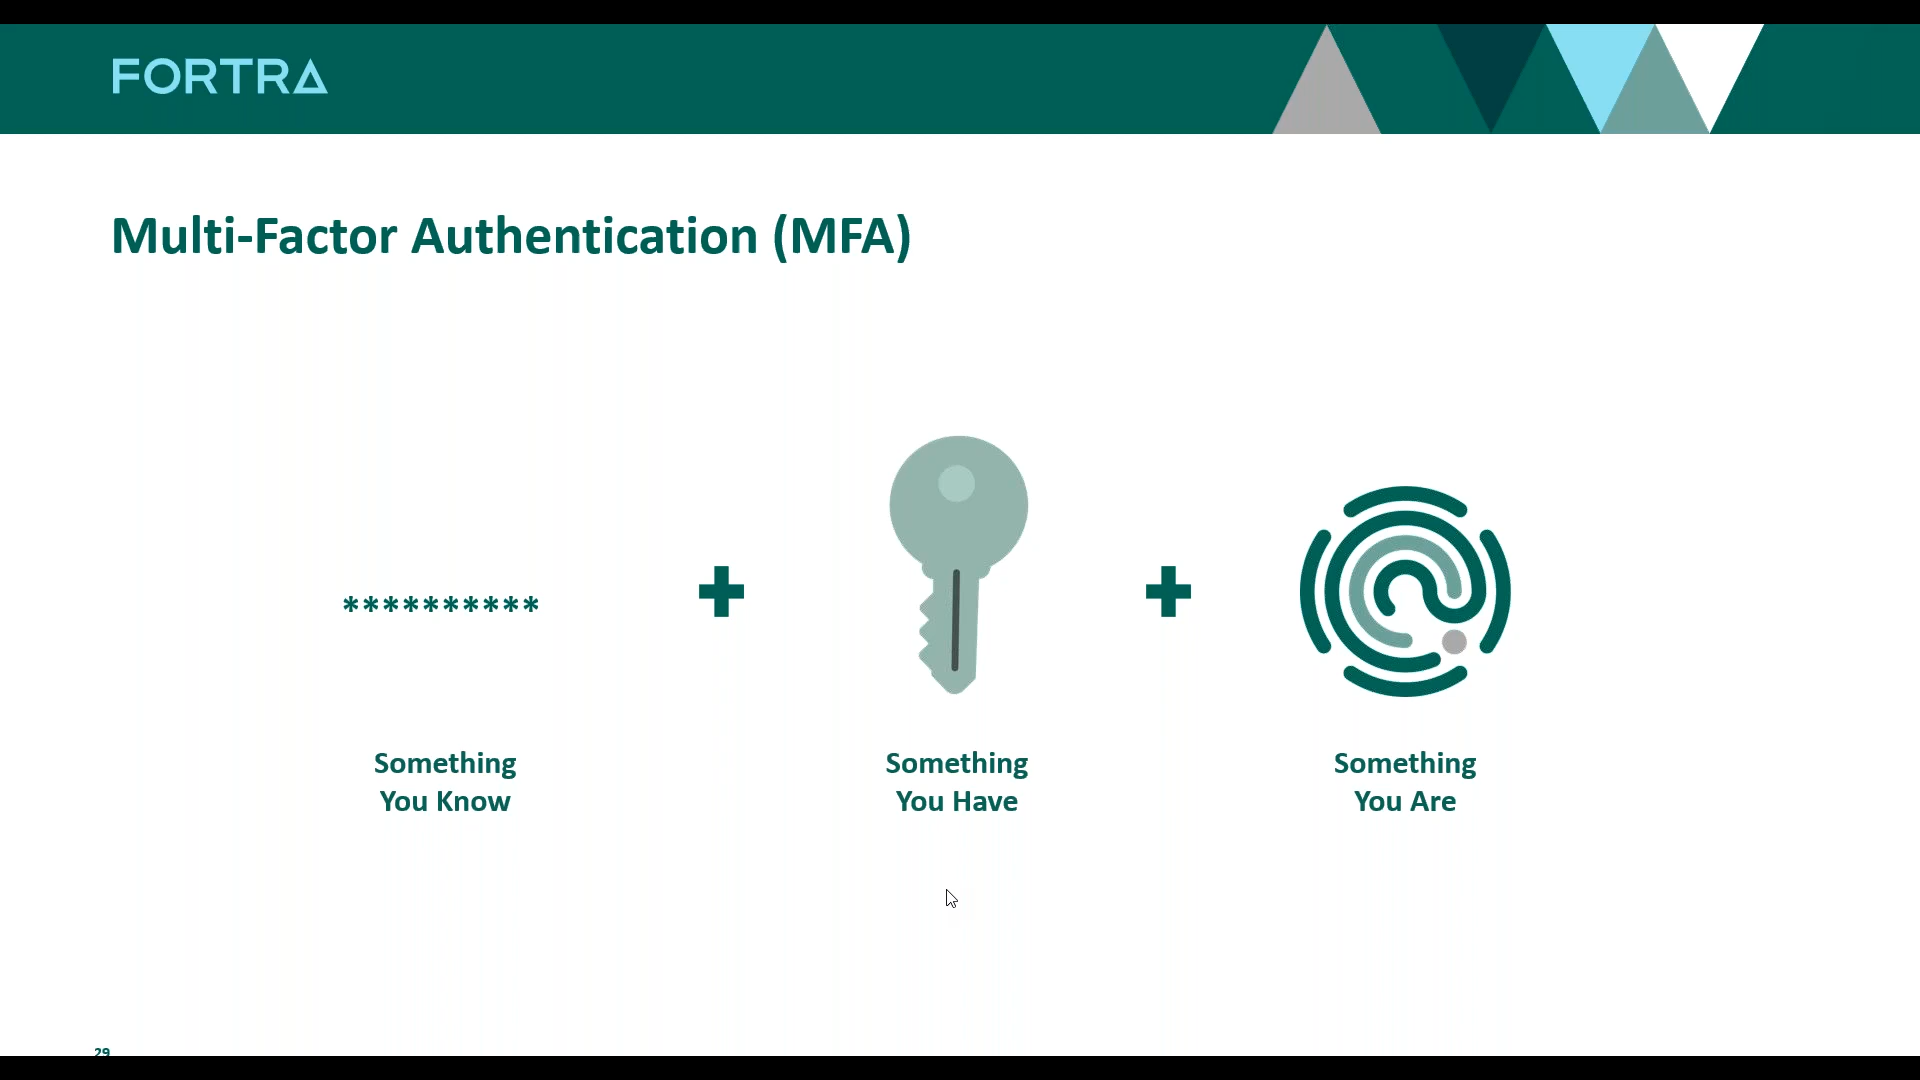 FORTRA
Multi-Factor Authentication (MFA)
**********
Something
You Know
Something
You Have
Something
You Are
29